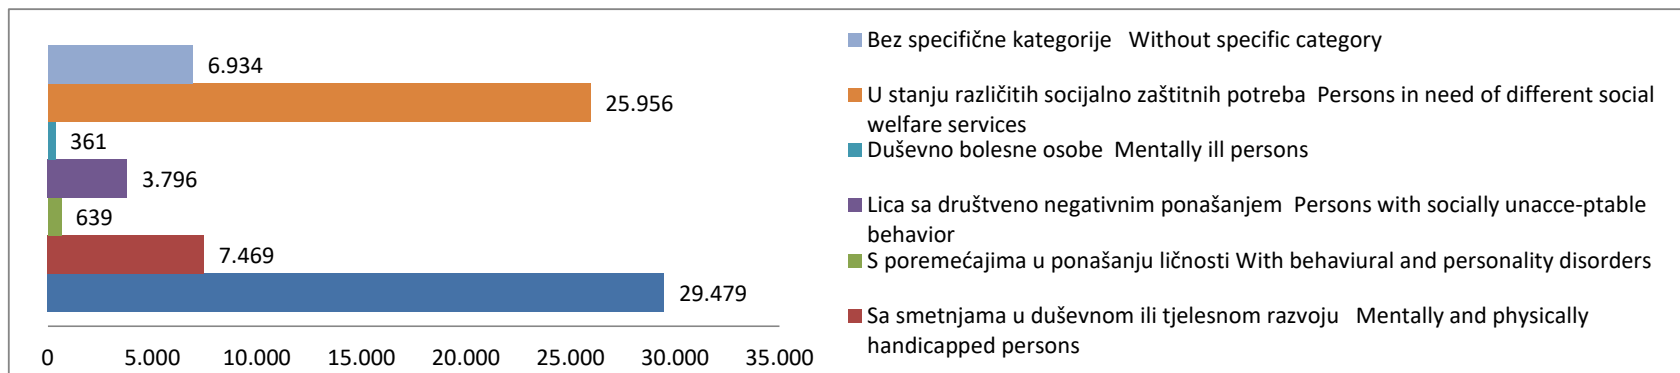 6.934
25.956
361
3.796
639
7.469
29.479
0 5.000 10.000 15.000 20.000 25.000 30.000 35.000
Bez specifične kategorije Without specific category
U stanju različitih socijalno zaštitnih potreba Persons in need of different social
welfare services
Duševno bolesne osobe Mentally ill persons
Lica sa društveno negativnim ponašanjem Persons with socially unacce-ptable
behavior
S poremećajima u ponašanju ličnosti With behaviural and personality disorders
Sa smetnjama u duševnom ili tjelesnom razvoju Mentally and physically
handicapped persons